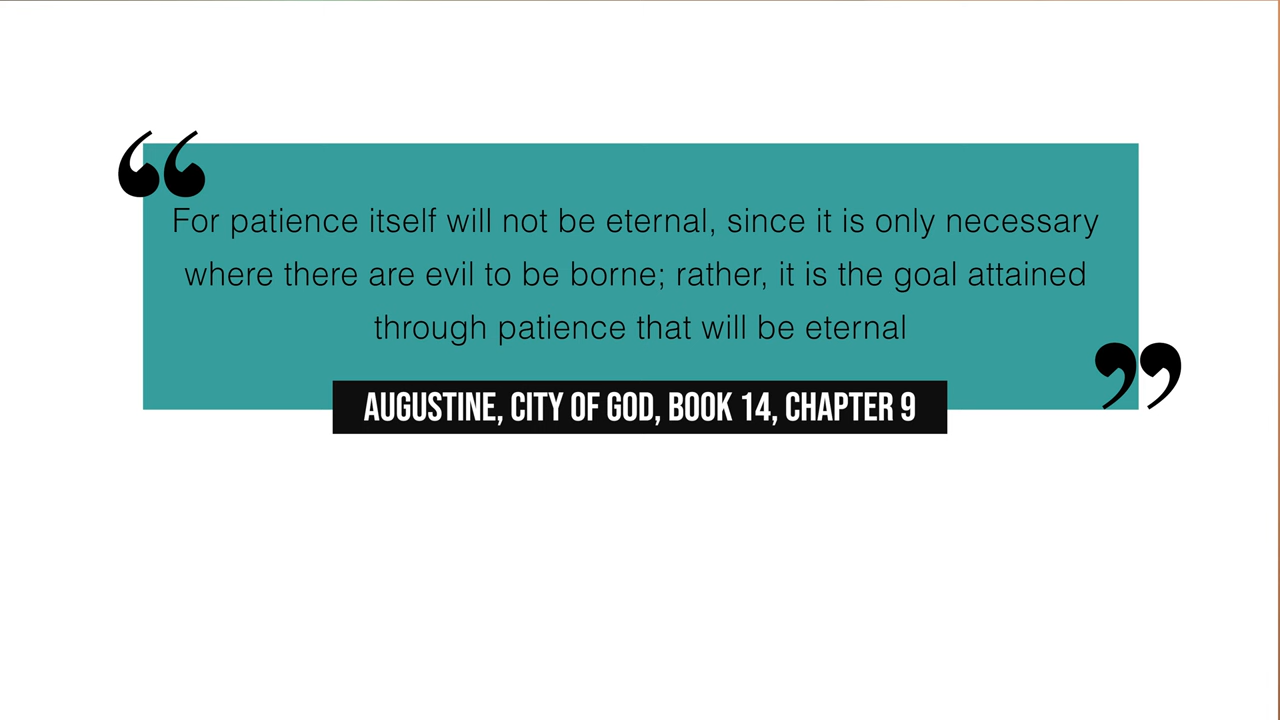 “
For patience itself will not be eternal, since it is only necessary
where there are evil to be borne; rather, it is the goal attained
through patience that will be eternal
”
AUGUSTINE, CITY OF GOD, BOOK 14, CHAPTER 9